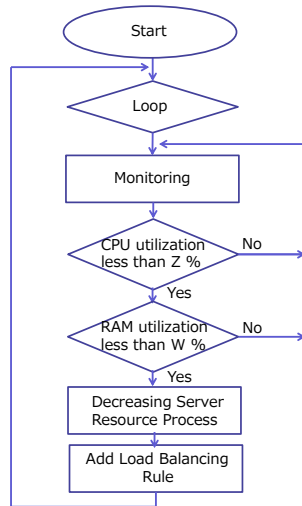 Start
Loop
Monitoring
CPU utilization
less than Z %
No
Yes
RAM utilization
less than W %
No
Yes
Decreasing Server
Resource Process
Add Load Balancing
Rule